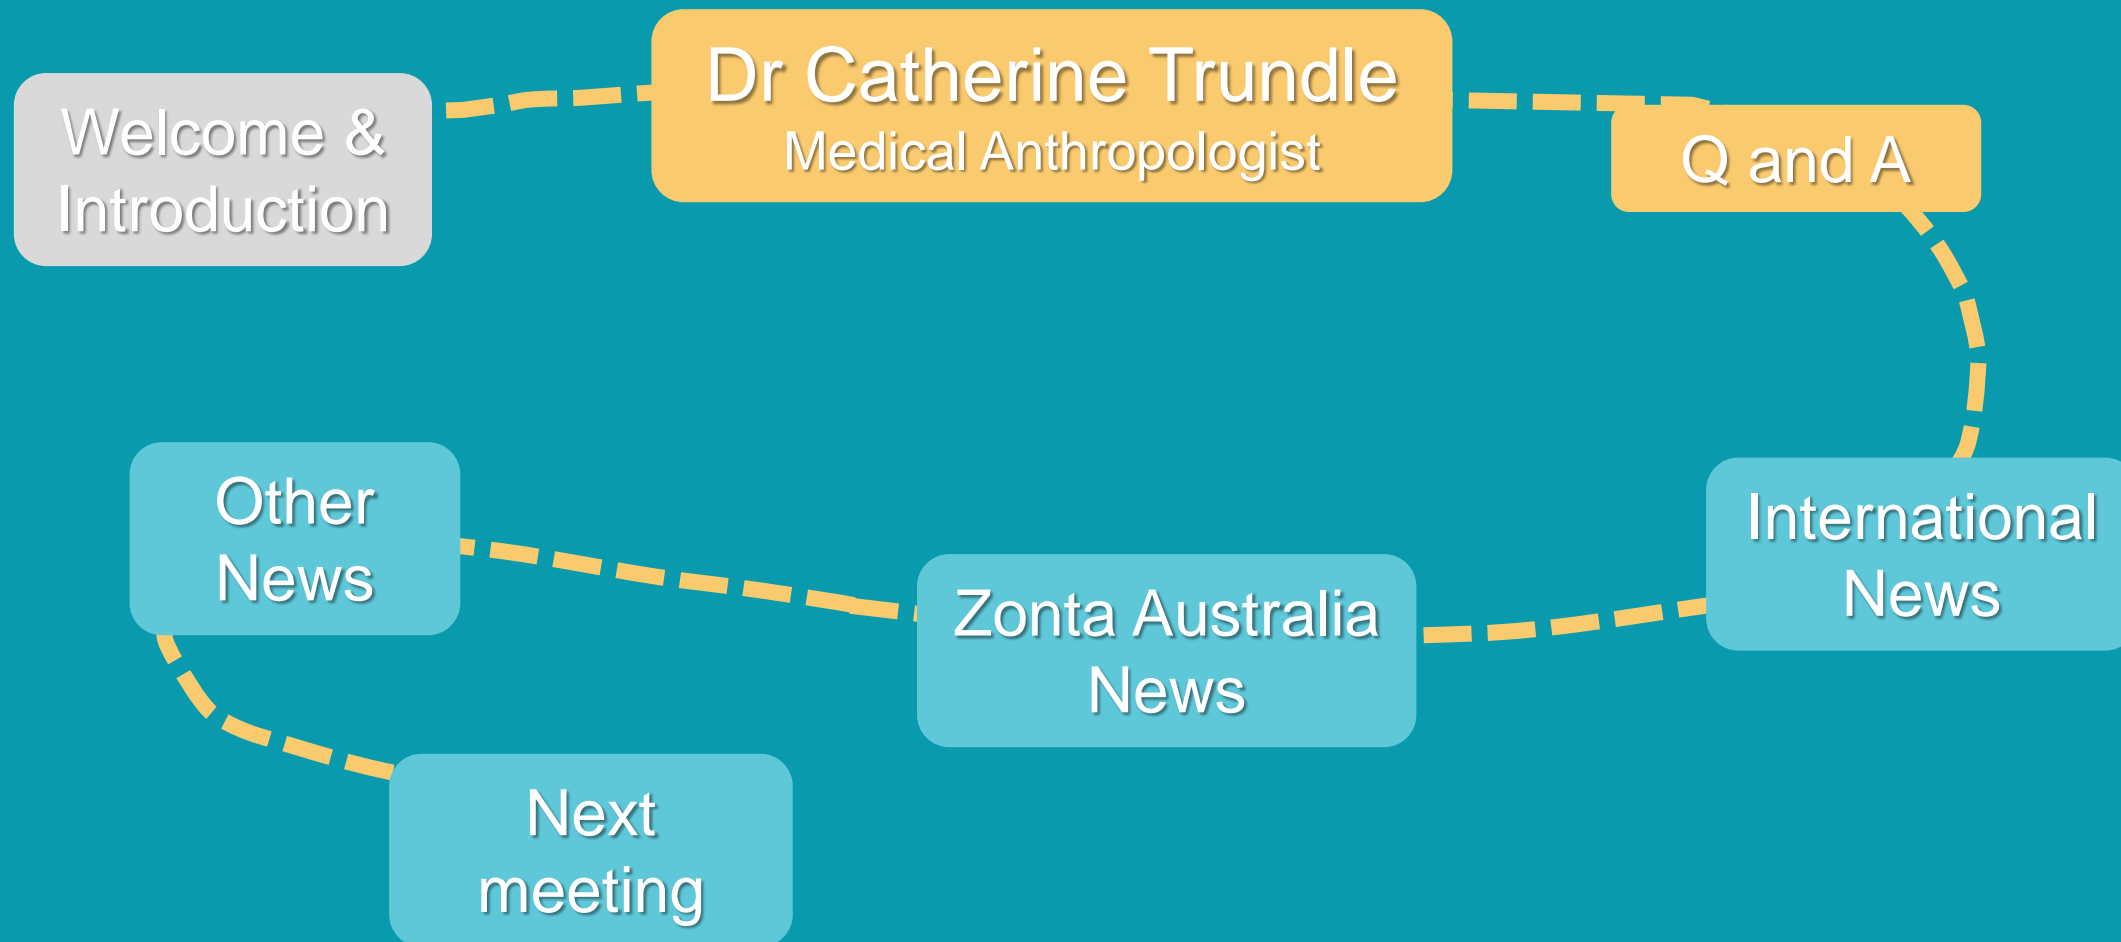 Welcome &
Introduction
Dr Catherine Trundle
Medical Anthropologist
Q and A
International
News
Zonta Australia
News
Other
News
Next
meeting